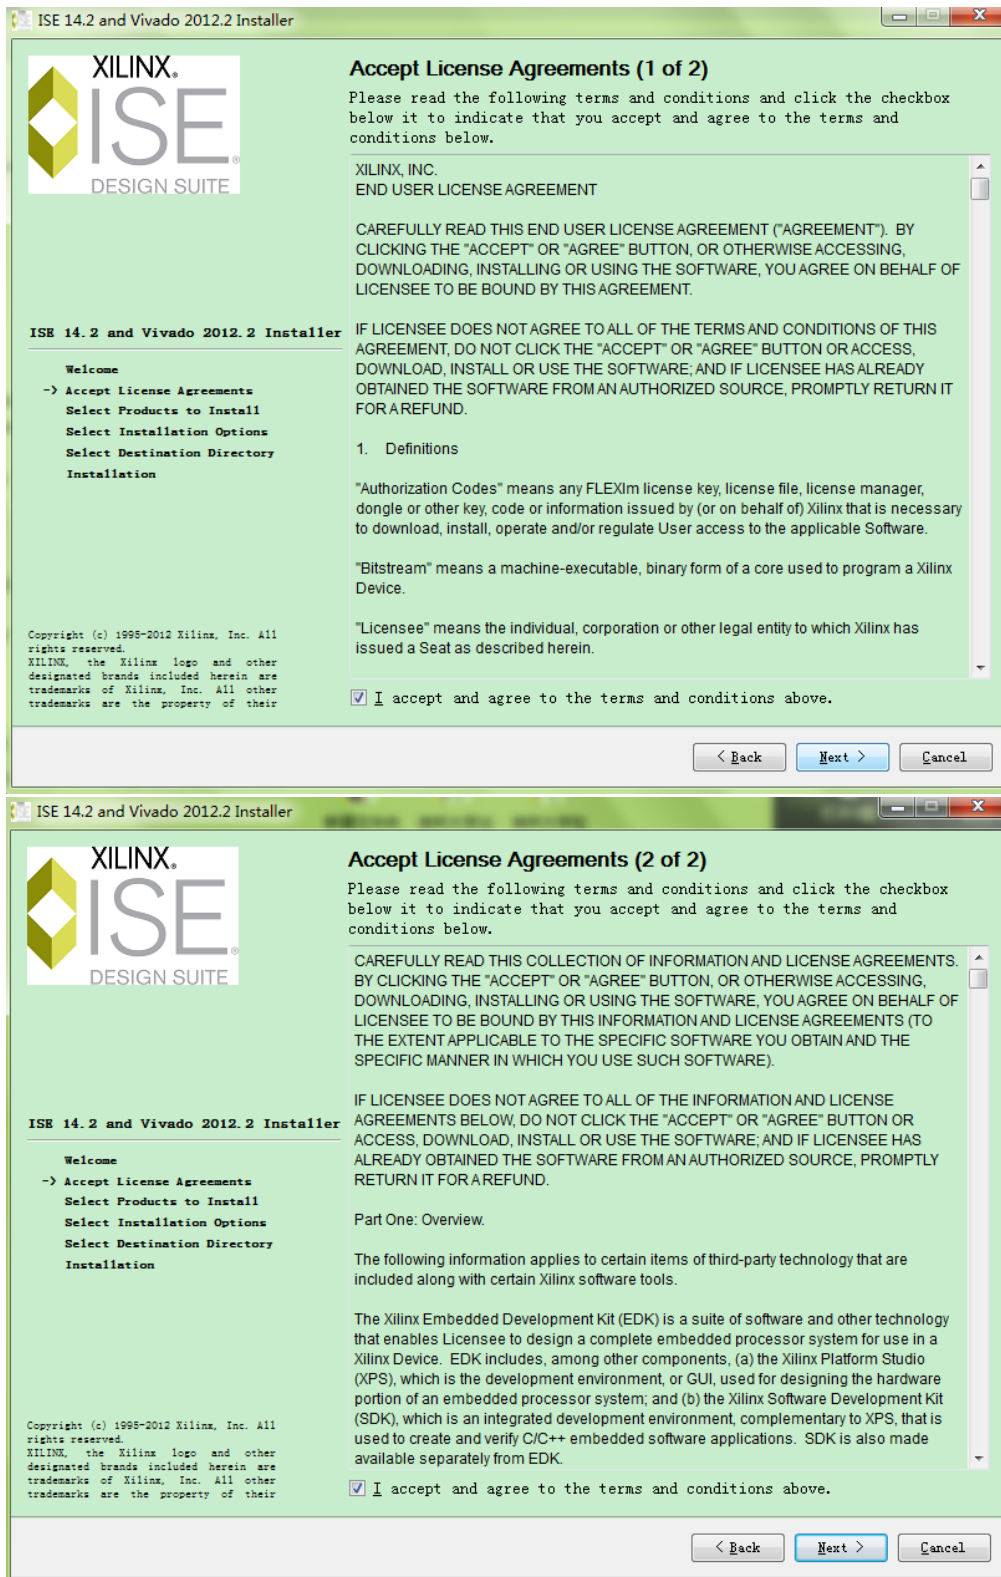 ISE 14.2 and Vivado 2012.2 Installer
XILINX®
ISE®
DESIGN SUITE
ISE 14.2 and Vivado 2012.2 Installer
Welcome
-> Accept License Agreements
Select Products to Install
Select Installation Options
Select Destination Directory
Installation
Copyright (c) 1995-2012 Xilinx, Inc. All
rights reserved.
XILINX, the Xilinx logo and other
designated brands included herein are
trademarks of Xilinx, Inc. All other
trademarks are the property of their
Accept License Agreements (1 of 2)
Please read the following terms and conditions and click the checkbox
below it to indicate that you accept and agree to the terms and
conditions below.
XILINX, INC.
END USER LICENSE AGREEMENT
CAREFULLY READ THIS END USER LICENSE AGREEMENT ("AGREEMENT"). BY
CLICKING THE "ACCEPT" OR "AGREE" BUTTON, OR OTHERWISE ACCESSING,
DOWNLOADING, INSTALLING OR USING THE SOFTWARE, YOU AGREE ON BEHALF OF
LICENSEE TO BE BOUND BY THIS AGREEMENT.
IF LICENSEE DOES NOT AGREE TO ALL OF THE TERMS AND CONDITIONS OF THIS
AGREEMENT, DO NOT CLICK THE "ACCEPT" OR "AGREE" BUTTON OR ACCESS,
DOWNLOAD, INSTALL OR USE THE SOFTWARE; AND IF LICENSEE HAS ALREADY
OBTAINED THE SOFTWARE FROM AN AUTHORIZED SOURCE, PROMPTLY RETURN IT
FOR A REFUND.
1. Definitions
"Authorization Codes" means any FLEXlm license key, license file, license manager,
dongle or other key, code or information issued by (or on behalf of) Xilinx that is necessary
to download, install, operate and/or regulate User access to the applicable Software.
"Bitstream" means a machine-executable, binary form of a core used to program a Xilinx
Device.
"Licensee" means the individual, corporation or other legal entity to which Xilinx has
issued a Seat as described herein.
I accept and agree to the terms and conditions above.
< Back
Next >
Cancel
ISE 14.2 and Vivado 2012.2 Installer
XILINX®
ISE®
DESIGN SUITE
ISE 14.2 and Vivado 2012.2 Installer
Welcome
-> Accept License Agreements
Select Products to Install
Select Installation Options
Select Destination Directory
Installation
Copyright (c) 1995-2012 Xilinx, Inc. All
rights reserved.
XILINX, the Xilinx logo and other
designated brands included herein are
trademarks of Xilinx, Inc. All other
trademarks are the property of their
Accept License Agreements (2 of 2)
Please read the following terms and conditions and click the checkbox
below it to indicate that you accept and agree to the terms and
conditions below.
CAREFULLY READ THIS COLLECTION OF INFORMATION AND LICENSE AGREEMENTS.
BY CLICKING THE "ACCEPT" OR "AGREE" BUTTON, OR OTHERWISE ACCESSING,
DOWNLOADING, INSTALLING OR USING THE SOFTWARE, YOU AGREE ON BEHALF OF
LICENSEE TO BE BOUND BY THIS INFORMATION AND LICENSE AGREEMENTS (TO
THE EXTENT APPLICABLE TO THE SPECIFIC SOFTWARE YOU OBTAIN AND THE
SPECIFIC MANNER IN WHICH YOU USE SUCH SOFTWARE).
IF LICENSEE DOES NOT AGREE TO ALL OF THE INFORMATION AND LICENSE
AGREEMENTS BELOW, DO NOT CLICK THE "ACCEPT" OR "AGREE" BUTTON OR
ACCESS, DOWNLOAD, INSTALL OR USE THE SOFTWARE; AND IF LICENSEE HAS
ALREADY OBTAINED THE SOFTWARE FROM AN AUTHORIZED SOURCE, PROMPTLY
RETURN IT FOR A REFUND.
Part One: Overview.
The following information applies to certain items of third-party technology that are
included along with certain Xilinx software tools.
The Xilinx Embedded Development Kit (EDK) is a suite of software and other technology
that enables Licensee to design a complete embedded processor system for use in a
Xilinx Device. EDK includes, among other components, (a) the Xilinx Platform Studio
(XPS), which is the development environment, or GUI, used for designing the hardware
portion of an embedded processor system; and (b) the Xilinx Software Development Kit
(SDK), which is an integrated development environment, complementary to XPS, that is
used to create and verify C/C++ embedded software applications. SDK is also made
available separately from EDK.
I accept and agree to the terms and conditions above.
< Back
Next >
Cancel